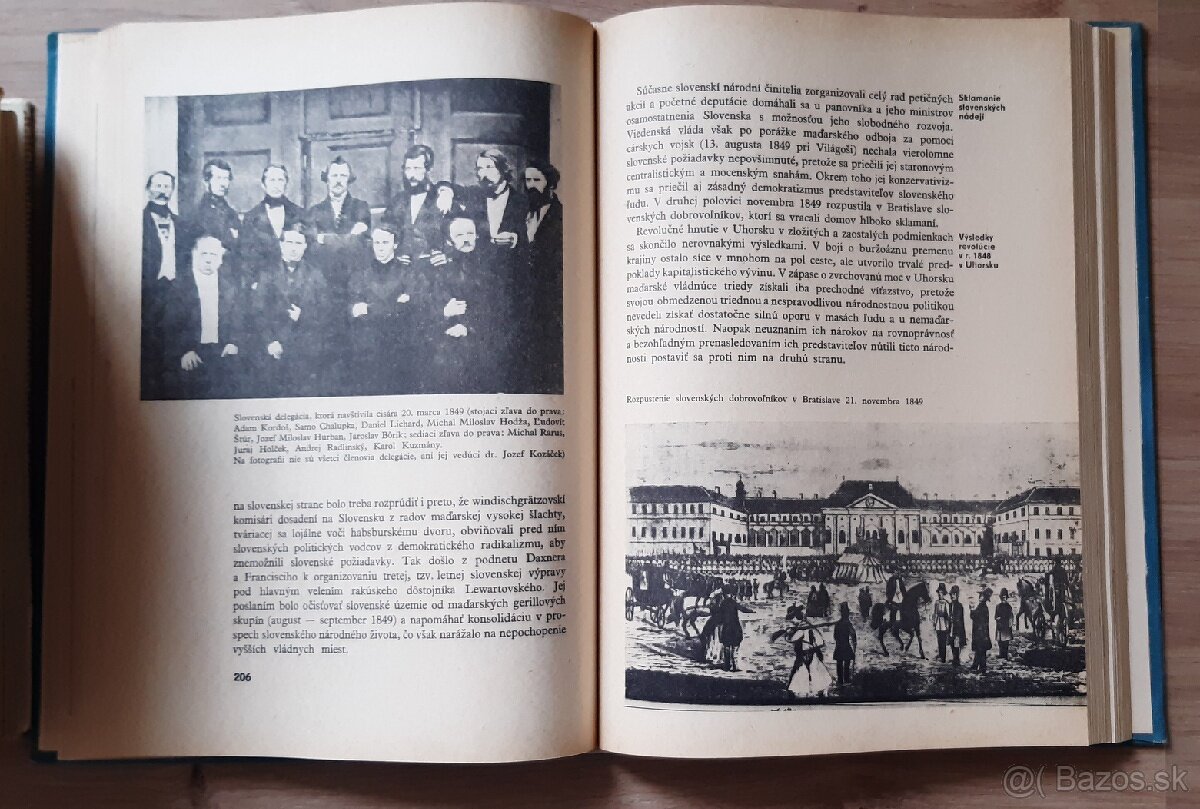 Slovenská delegácia, ktorá navštívila cisára 20. marca 1849 (stojaci zľava do prava:
Adam Kordoš, Samo Chalupka, Daniel Lichard, Michal Miloslav Hodža, Ľudovít
Štúr, Jozef Miloslav Hurban, Jaroslav Bórik; sediaci zľava do prava: Michal Rárus,
Juraj Holček, Andrej Radlinský, Karol Kuzmány.
Na fotografii nie sú všetci členovia delegácie, ani jej vedúci dr. Jozef Kozáček)
na slovenskej strane bolo treba rozprúdiť i preto, že windischgrätzovskí
komisári dosadení na Slovensku z radov maďarskej vysokej šľachty,
tváriacej sa lojálne voči habsburskému dvoru, obviňovali pred ním
slovenských politických vodcov z demokratického radikalizmu, aby
znemožnili slovenské požiadavky. Tak došlo z podnetu Daxnera
a Francisciho k organizovaniu tretej, tzv. letnej slovenskej výpravy
pod hlavným velením rakúskeho dôstojníka Lewartovského. Jej
poslaním bolo očisťovať slovenské územie od maďarských gerillových
skupín (august — september 1849) a napomáhať konsolidáciu v pro-
spech slovenského národného života, čo však narážalo na nepochopenie
vyšších vládnych miest.
206
Súčasne slovenskí národní činitelia zorganizovali celý rad petičných
akcií a početné deputácie domáhali sa u panovníka a jeho ministrov
osamostatnenia Slovenska s možnosťou jeho slobodného rozvoja.
Viedenská vláda však po porážke maďarského odboja za pomoci
cárskych vojsk (13. augusta 1849 pri Világoši) nechala vierolomne
slovenské požiadavky nepovšimnuté, pretože sa priečili jej staronovým
centralistickým a mocenským snahám. Okrem toho jej konservativiz-
mu sa priečil aj zásadný demokratizmus predstaviteľov slovenského
ľudu. V druhej polovici novembra 1849 rozpustila v Bratislave slo-
venských dobrovoľníkov, ktorí sa vracali domov hlboko sklamaní.
Revolučné hnutie v Uhorsku v zložitých a zaostalých podmienkach
sa skončilo nerovnakými výsledkami. V boji o buržoáznu premenu
krajiny ostalo síce v mnohom na pol ceste, ale utvorilo trvalé pred-
poklady kapitalistického vývinu. V zápase o zvrchovanú moc v Uhorsku
maďarské vládnúce triedy získali iba prechodné víťazstvo, pretože
svojou obmedzenou triednou a nespravodlivou národnostnou politikou
nevedeli získať dostatočne silnú oporu v masách ľudu a u nemaďar-
ských národností. Naopak neuznaním ich nárokov na rovnoprávnosť
a bezohľadným prenasledovaním ich predstaviteľov nútili tieto národ-
nosti postaviť sa proti nim na druhú stranu.
Sklamanie
slovenských
nádejí
Výsledky
revolúcie
v r. 1848
v Uhorsku
Rozpustenie slovenských dobrovoľníkov v Bratislave 21. novembra 1849
@( Bazos.sk